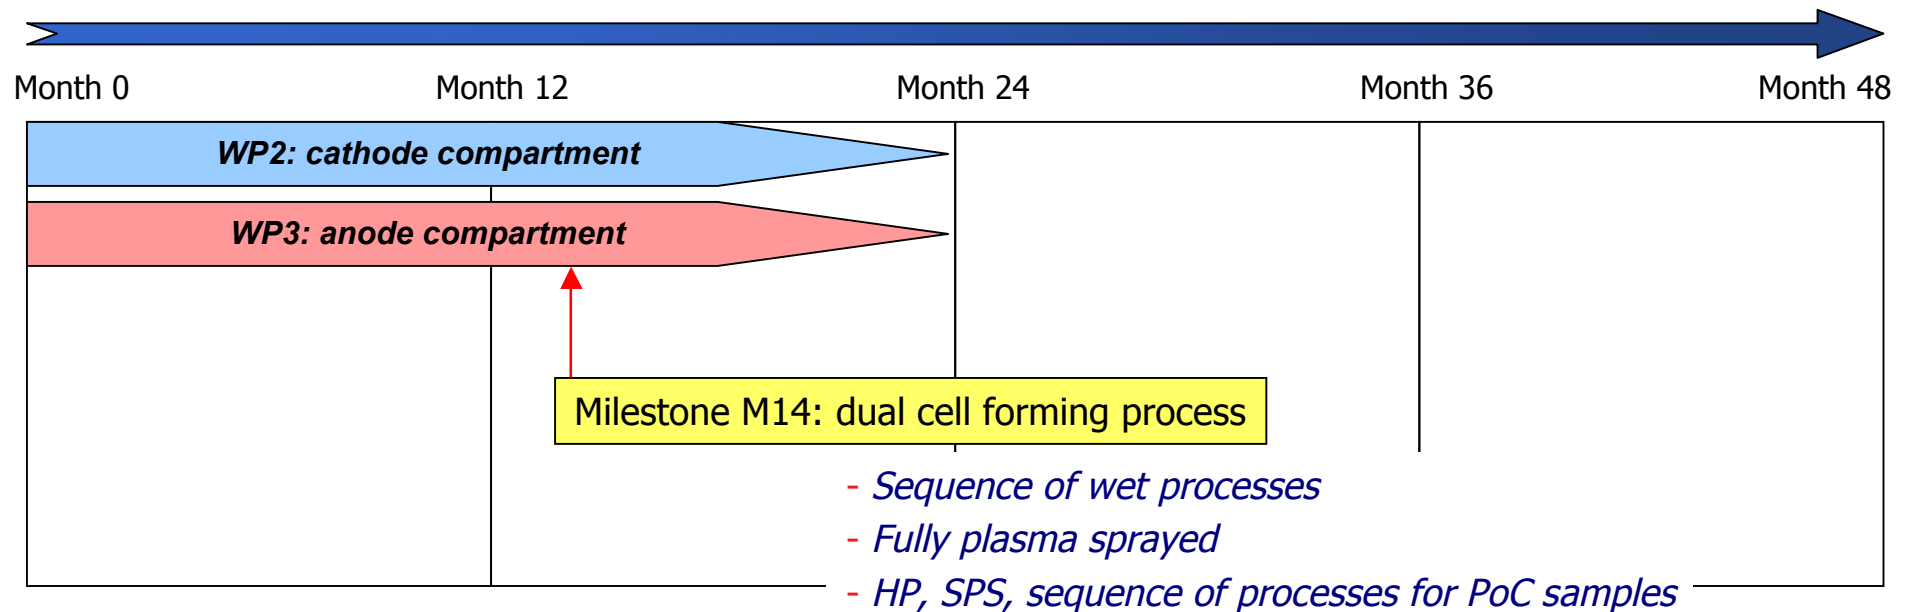 Month 0 Month 12 Month 24 Month 36 Month 48
WP2: cathode compartment
WP3: anode compartment
Milestone M14: dual cell forming process
- Sequence of wet processes
- Fully plasma sprayed
- HP, SPS, sequence of processes for PoC samples